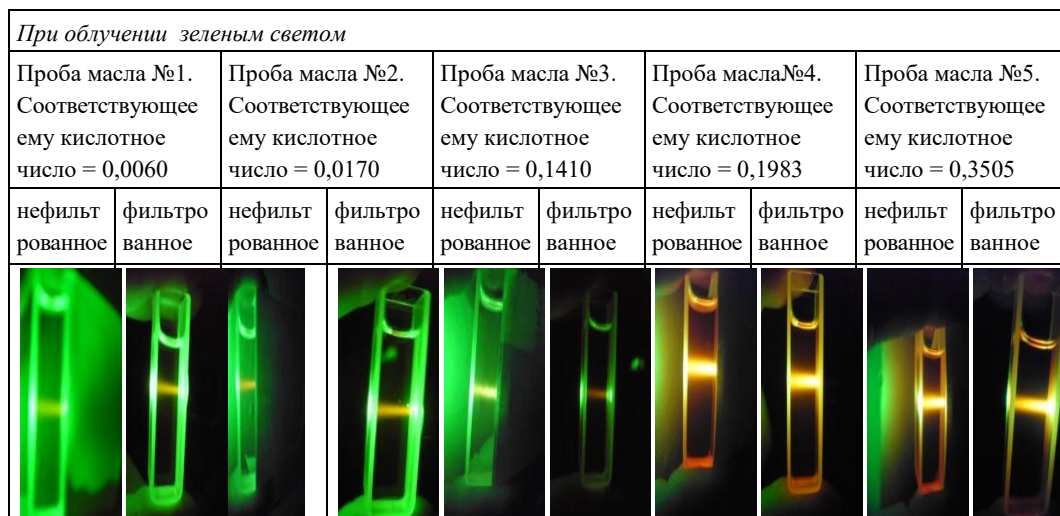 При облучении зеленым светом
Проба масла №1.
Соответствующее
ему кислотное
число = 0,0060
Проба масла №2.
Соответствующее
ему кислотное
число = 0,0170
Проба масла №3.
Соответствующее
ему кислотное
число = 0,1410
Проба масла№4.
Соответствующее
ему кислотное
число = 0,1983
Проба масла №5.
Соответствующее
ему кислотное
число = 0,3505
нефильт
рованное
фильтро
ванное
нефильт
рованное
фильтро
ванное
нефильт
рованное
фильтро
ванное
нефильт
рованное
фильтро
ванное
нефильт
рованное
фильтро
ванное